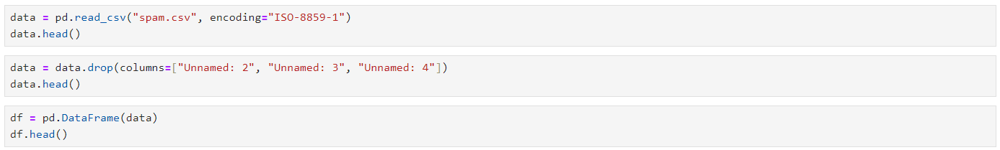 data = pd.read_csv("spam.csv", encoding="ISO-8859-1")
data.head()
data = data.drop(columns=["Unnamed: 2", "Unnamed: 3", "Unnamed: 4"])
data.head()
df = pd.DataFrame(data)
df.head()